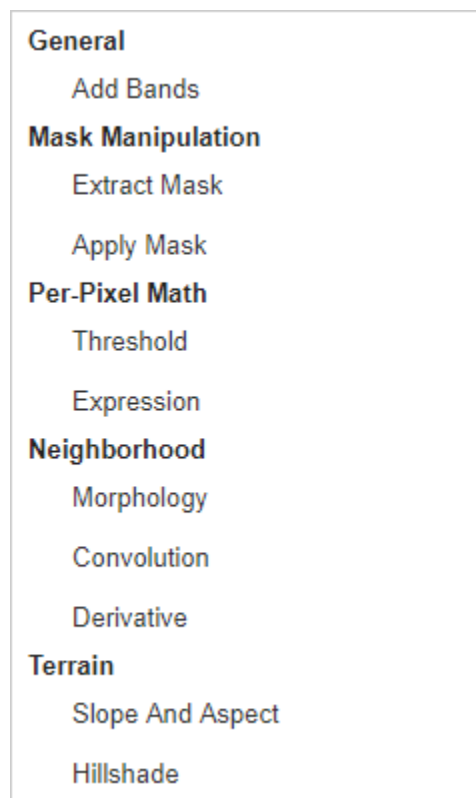 General
Add Bands
Mask Manipulation
Extract Mask
Apply Mask
Per-Pixel Math
Threshold
Expression
Neighborhood
Morphology
Convolution
Derivative
Terrain
Slope And Aspect
Hillshade